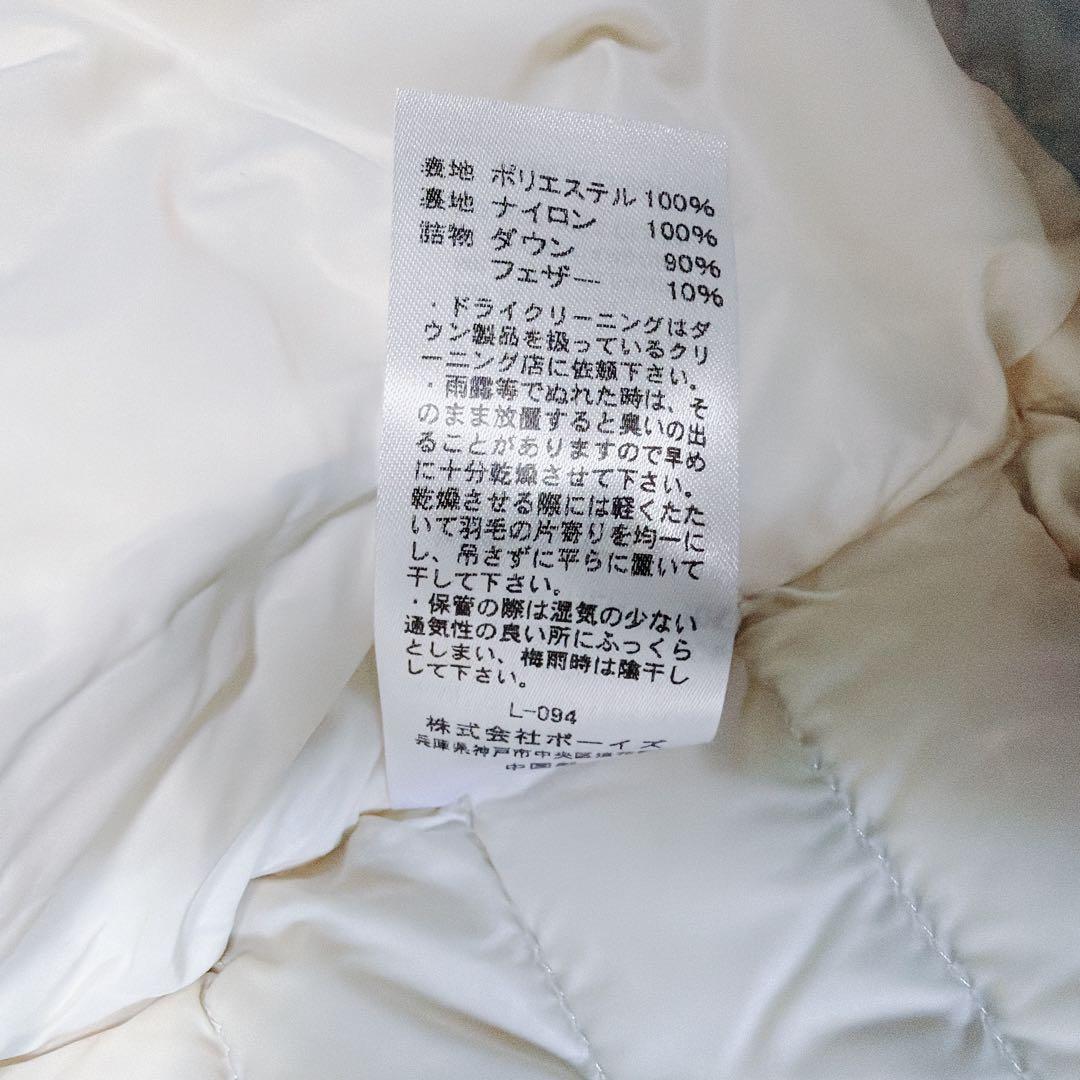 表地 ポリエステル 100%
裏地 ナイロン 100%
詰物 ダウン 90%
フェザー 10%
・ドライクリーニングはダ
ウン製品を扱っているクリ
ーニング店に依頼下さい。
・雨露等でぬれた時は、そ
のまま放置すると臭いの出
ることがありますので早め
に十分乾燥させて下さい。
乾燥させる際には軽くたた
いて羽毛の片寄りを均一に
し、吊さずに平らに置いて
干して下さい。
・保管の際は湿気の少ない
通気性の良い所にふっくら
としまい、梅雨時は陰干し
して下さい。
L-094
株式会社ボーイズ
兵庫県神戸市中央区
中国